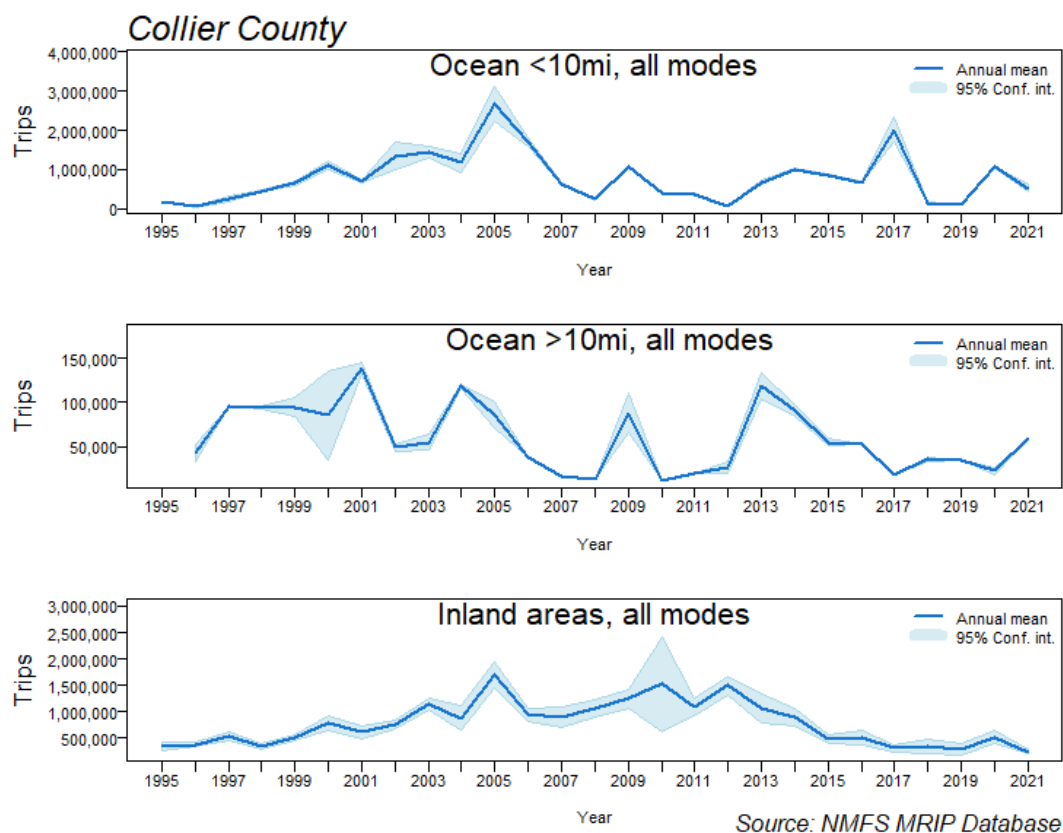 Collier County
Ocean <10mi, all modes
Annual mean
95% Conf. int.
Trips
4,000,000
3,000,000
2,000,000
1,000,000
0
1995 1997 1999 2001 2003 2005 2007 2009 2011 2013 2015 2017 2019 2021
Year
Ocean >10mi, all modes
Annual mean
95% Conf. int.
Trips
150,000
100,000
50,000
1995 1997 1999 2001 2003 2005 2007 2009 2011 2013 2015 2017 2019 2021
Year
Inland areas, all modes
Annual mean
95% Conf. int.
Trips
3,000,000
2,500,000
2,000,000
1,500,000
1,000,000
500,000
1995 1997 1999 2001 2003 2005 2007 2009 2011 2013 2015 2017 2019 2021
Year
Source: NMFS MRIP Database